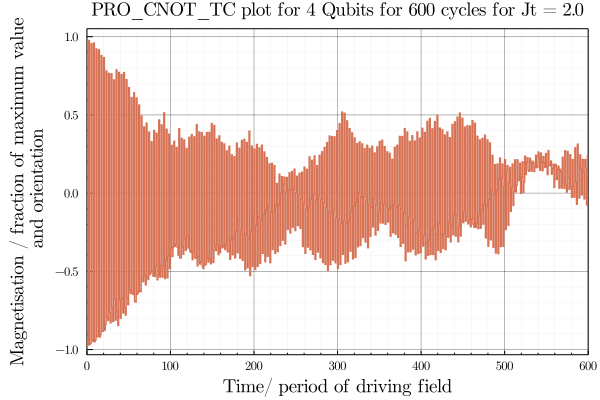 PRO_CNOT_TC plot for 4 Qubits for 600 cycles for Jt = 2.0
Magnetisation / fraction of maximum value
and orientation
1.0
0.5
0.0
−0.5
−1.0
0 100 200 300 400 500 600
Time/ period of driving field